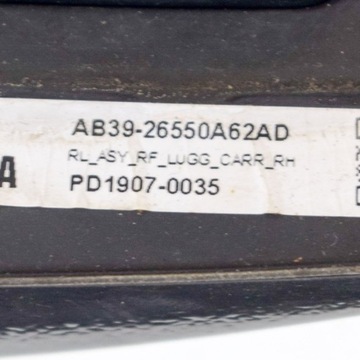 AB39-26550A62AD
RL_ASY_RF_LUGG_CARR_RH
A PD1907-0035